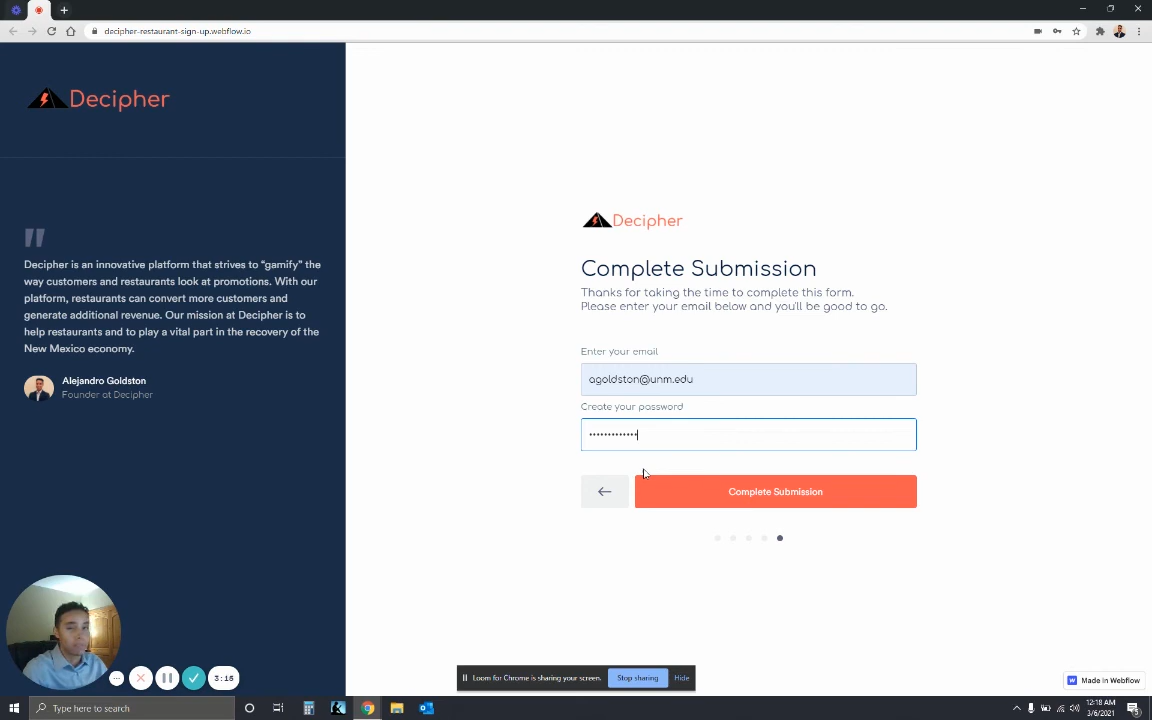 decipher-restaurant-sign-up.webflow.io
Decipher
"
Decipher is an innovative platform that strives to “gamify” the
way customers and restaurants look at promotions. With our
platform, restaurants can convert more customers and
generate additional revenue. Our mission at Decipher is to
help restaurants and to play a vital part in the recovery of the
New Mexico economy.
Alejandro Goldston
Founder at Decipher
Decipher
Complete Submission
Thanks for taking the time to complete this form.
Please enter your email below and you'll be good to go.
Enter your email
agoldston@unm.edu
Create your password
•••••••••••••
Complete Submission
3:15
Loom for Chrome is sharing your screen.
Stop sharing
Hide
Made in Webflow
Type here to search
12:18 AM
3/6/2021